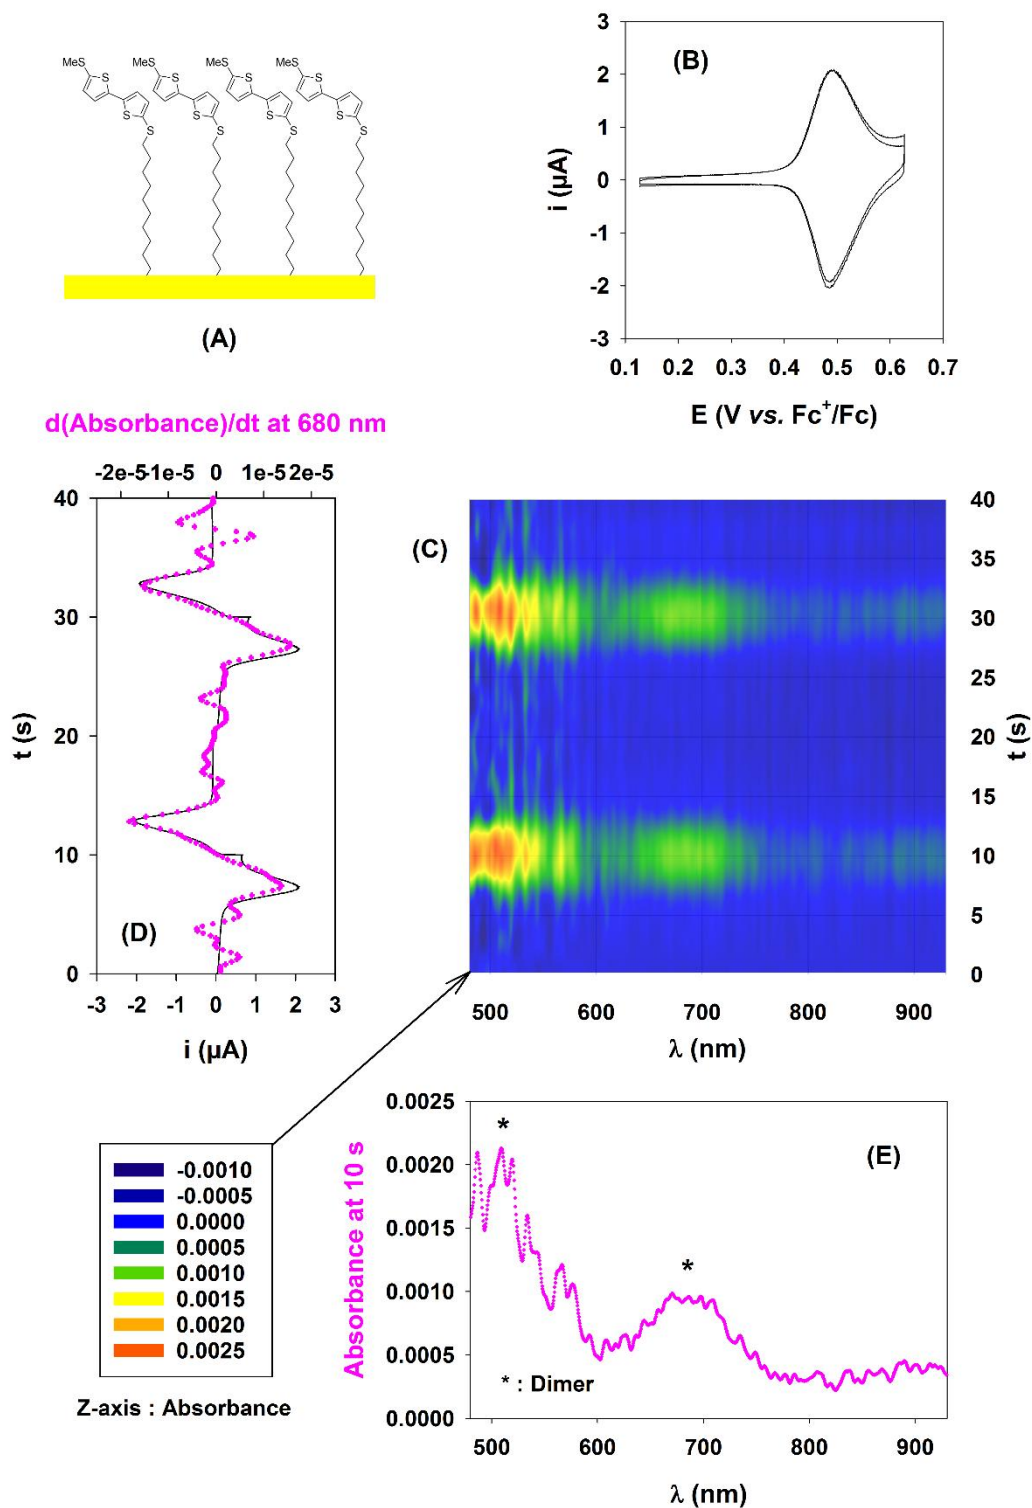 MeS MeS MeS MeS
S S S S
S S S S
S S S S
(A)
(B)
3
2
1
0
-1
-2
-3
i (µA)
0.1 0.2 0.3 0.4 0.5 0.6 0.7
E (V vs. Fc⁺/Fc)
d(Absorbance)/dt at 680 nm
-2e-5 -1e-5 0 1e-5 2e-5
40
30
20
10
0
t (s)
(D)
-3 -2 -1 0 1 2 3
i (µA)
(C)
40
35
30
25
20
15
10
5
0
t (s)
500 600 700 800 900
λ (nm)
-0.0010
-0.0005
0.0000
0.0005
0.0010
0.0015
0.0020
0.0025
Z-axis : Absorbance
Absorbance at 10 s
0.0025
0.0020
0.0015
0.0010
0.0005
0.0000
*
*
(E)
* : Dimer
500 600 700 800 900
λ (nm)